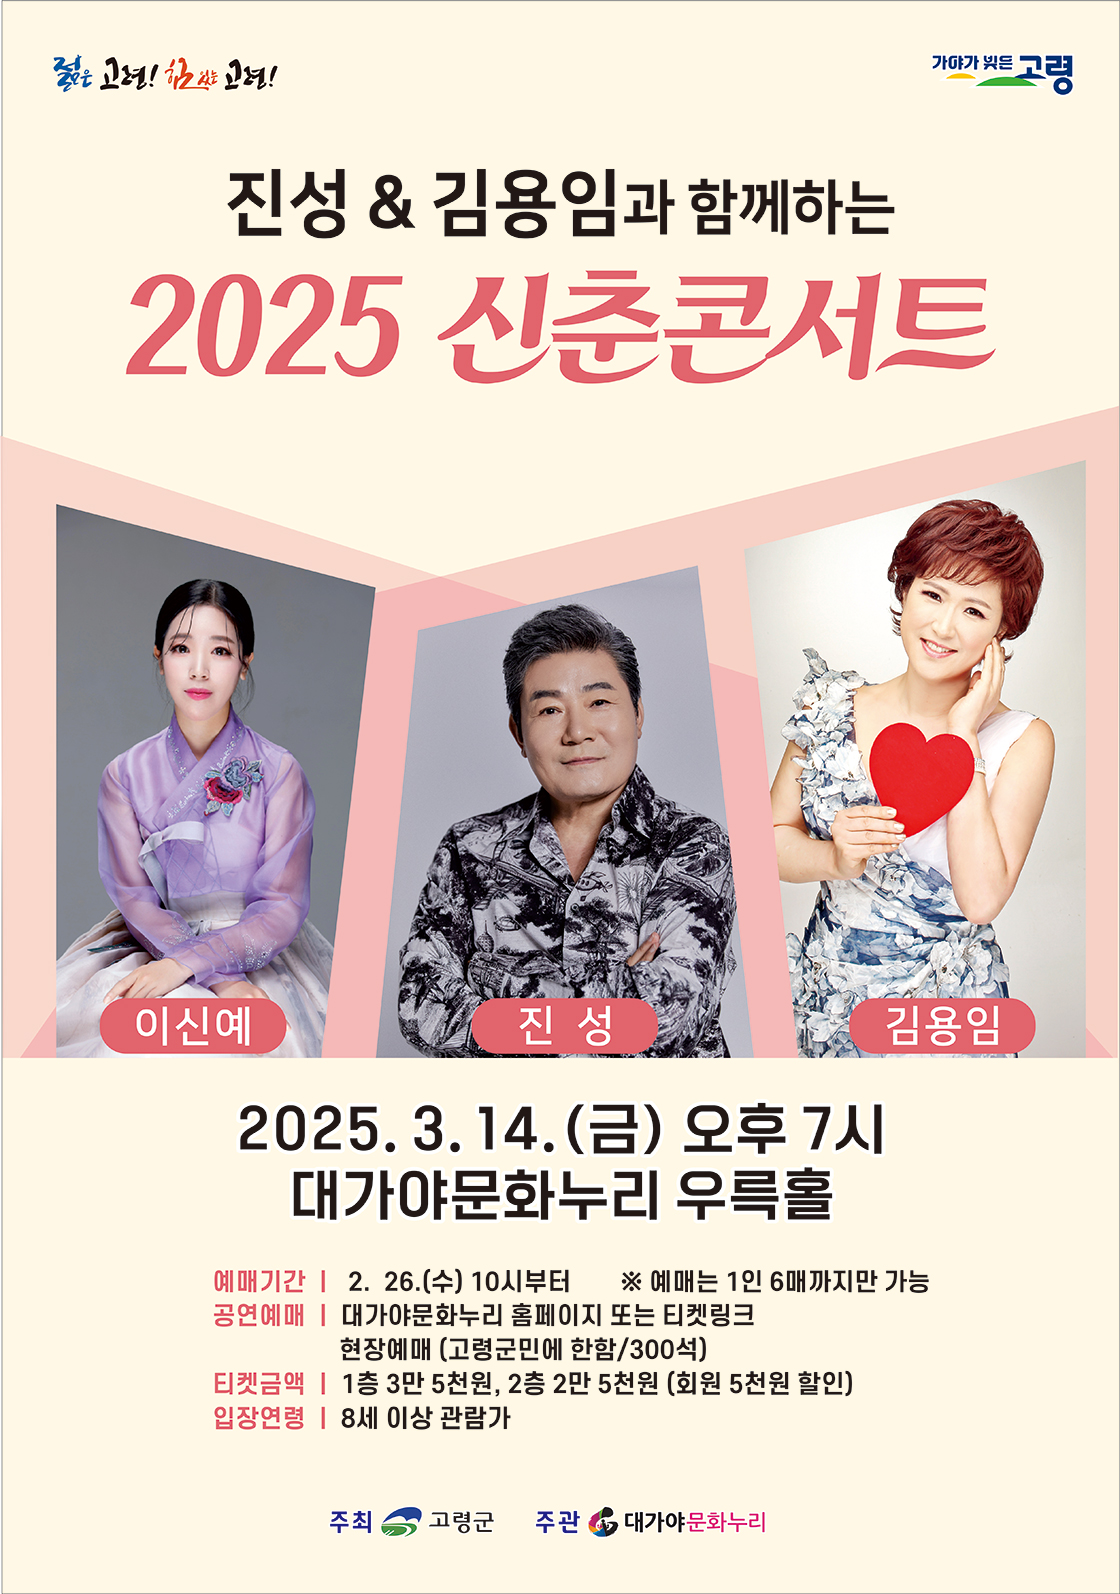 젊은 고령! 힘 있는 고령!
가야가 빚은 고령
진성 & 김용임과 함께하는
2025 신춘콘서트
이신예
진 성
김용임
2025. 3. 14.(금) 오후 7시
대가야문화누리 우륵홀
예매기간 | 2. 26.(수) 10시부터 ※ 예매는 1인 6매까지만 가능
공연예매 | 대가야문화누리 홈페이지 또는 티켓링크
현장예매 (고령군민에 한함/300석)
티켓금액 | 1층 3만 5천원, 2층 2만 5천원 (회원 5천원 할인)
입장연령 | 8세 이상 관람가
주최 고령군 주관 대가야문화누리